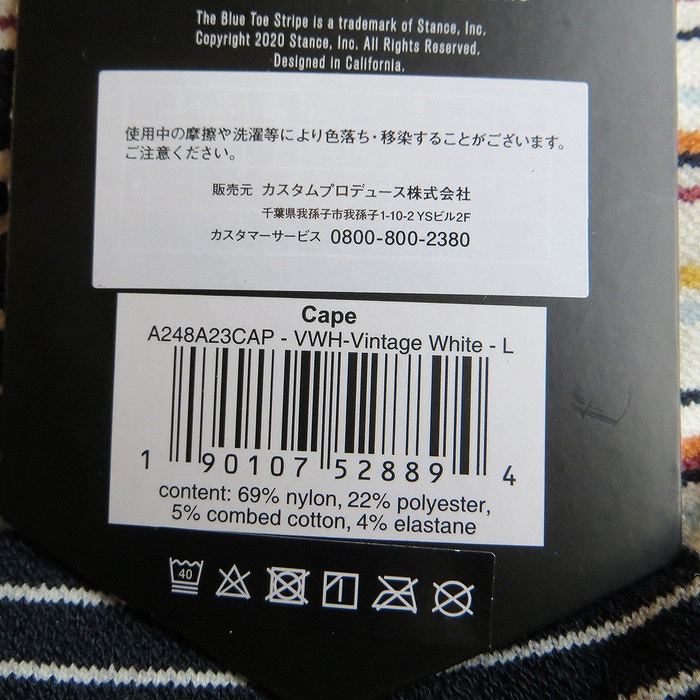 The Blue Toe Stripe is a trademark of Stance, Inc.
Copyright 2020 Stance, Inc. All Rights Reserved.
Designed in California.
使用中の摩擦や洗濯等により色落ち・移染することがございます。
ご注意ください。
販売元 カスタムプロデュース株式会社
千葉県我孫子市我孫子1-10-2 YSビル2F
カスタマーサービス 0800-800-2380
Cape
A248A23CAP - VWH-Vintage White - L
1 90107 52889 4
content: 69% nylon, 22% polyester,
5% combed cotton, 4% elastane
40